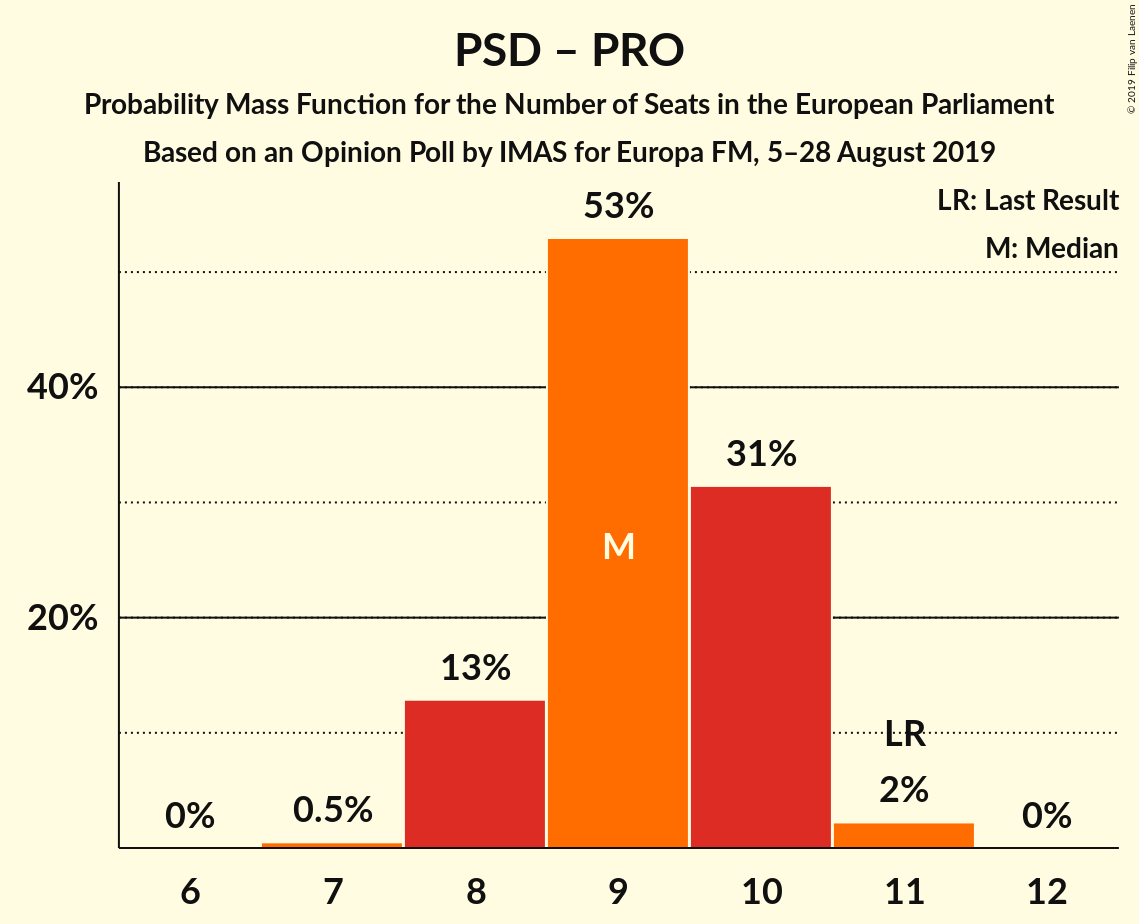 PSD – PRO
Probability Mass Function for the Number of Seats in the European Parliament
Based on an Opinion Poll by IMAS for Europa FM, 5–28 August 2019
© 2019 Filip van Laenen
LR: Last Result
M: Median
53%
40%
31%
M
20%
13%
LR
2%
0%
0.5%
0%
6 7 8 9 10 11 12